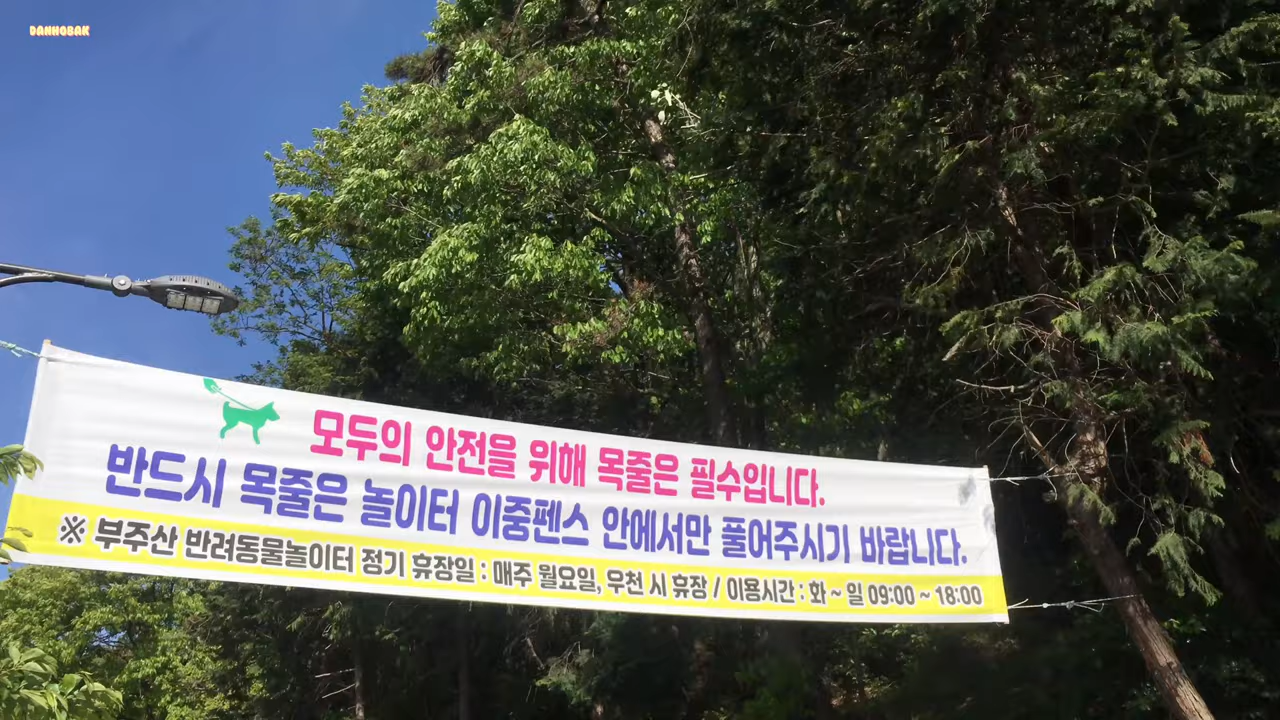 DANHOBAK
모두의 안전을 위해 목줄은 필수입니다.
반드시 목줄은 놀이터 이중펜스 안에서만 풀어주시기 바랍니다.
※ 부주산 반려동물놀이터 정기 휴장일 : 매주 월요일, 우천 시 휴장 / 이용시간 : 화 ~ 일 09:00 ~ 18:00